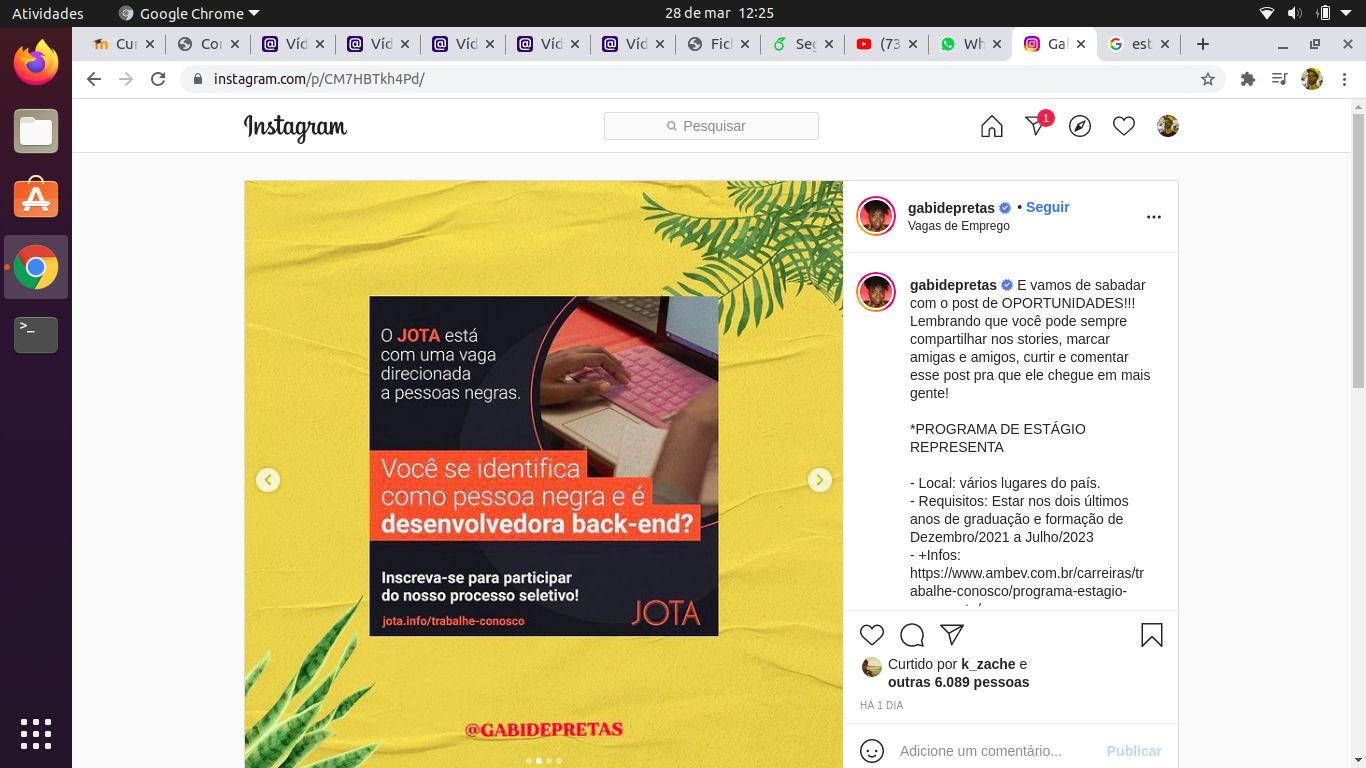 Atividades
Google Chrome
28 de mar 12:25
Cur
Cor
Víd
Víd
Víd
Víd
Víd
Fich
Seg
(73
Wh
Gal
est
instagram.com/p/CM7HBTkh4Pd/
Instagram
Pesquisar
1
O JOTA está
com uma vaga
direcionada
a pessoas negras.
Você se identifica
como pessoa negra e é
desenvolvedora back-end?
Inscreva-se para participar
do nosso processo seletivo!
jota.info/trabalhe-conosco
JOTA
@GABIDEPRETAS
gabidepretas • Seguir
Vagas de Emprego
gabidepretas E vamos de sabadar
com o post de OPORTUNIDADES!!!
Lembrando que você pode sempre
compartilhar nos stories, marcar
amigas e amigos, curtir e comentar
esse post pra que ele chegue em mais
gente!
*PROGRAMA DE ESTÁGIO
REPRESENTA
- Local: vários lugares do país.
- Requisitos: Estar nos dois últimos
anos de graduação e formação de
Dezembro/2021 a Julho/2023
- +Infos:
https://www.ambev.com.br/carreiras/tr
abalhe-conosco/programa-estagio-
Curtido por k_zache e
outras 6.089 pessoas
HÁ 1 DIA
Adicione um comentário...
Publicar